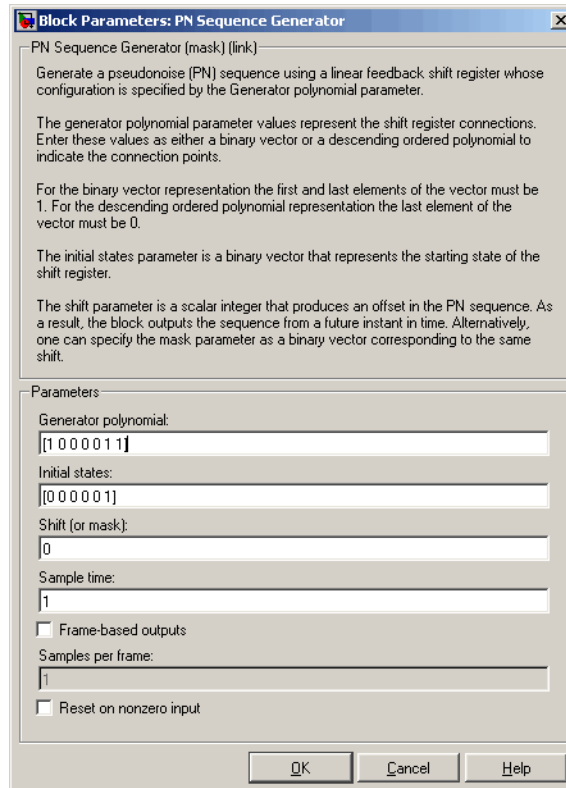 Block Parameters: PN Sequence Generator
PN Sequence Generator (mask) (link)
Generate a pseudonoise (PN) sequence using a linear feedback shift register whose
configuration is specified by the Generator polynomial parameter.
The generator polynomial parameter values represent the shift register connections.
Enter these values as either a binary vector or a descending ordered polynomial to
indicate the connection points.
For the binary vector representation the first and last elements of the vector must be
1. For the descending ordered polynomial representation the last element of the
vector must be 0.
The initial states parameter is a binary vector that represents the starting state of the
shift register.
The shift parameter is a scalar integer that produces an offset in the PN sequence. As
a result, the block outputs the sequence from a future instant in time. Alternatively,
one can specify the mask parameter as a binary vector corresponding to the same
shift.
Parameters
Generator polynomial:
[1 0 0 0 0 1 1]
Initial states:
[0 0 0 0 0 1]
Shift (or mask):
0
Sample time:
1
Frame-based outputs
Samples per frame:
1
Reset on nonzero input
OK Cancel Help